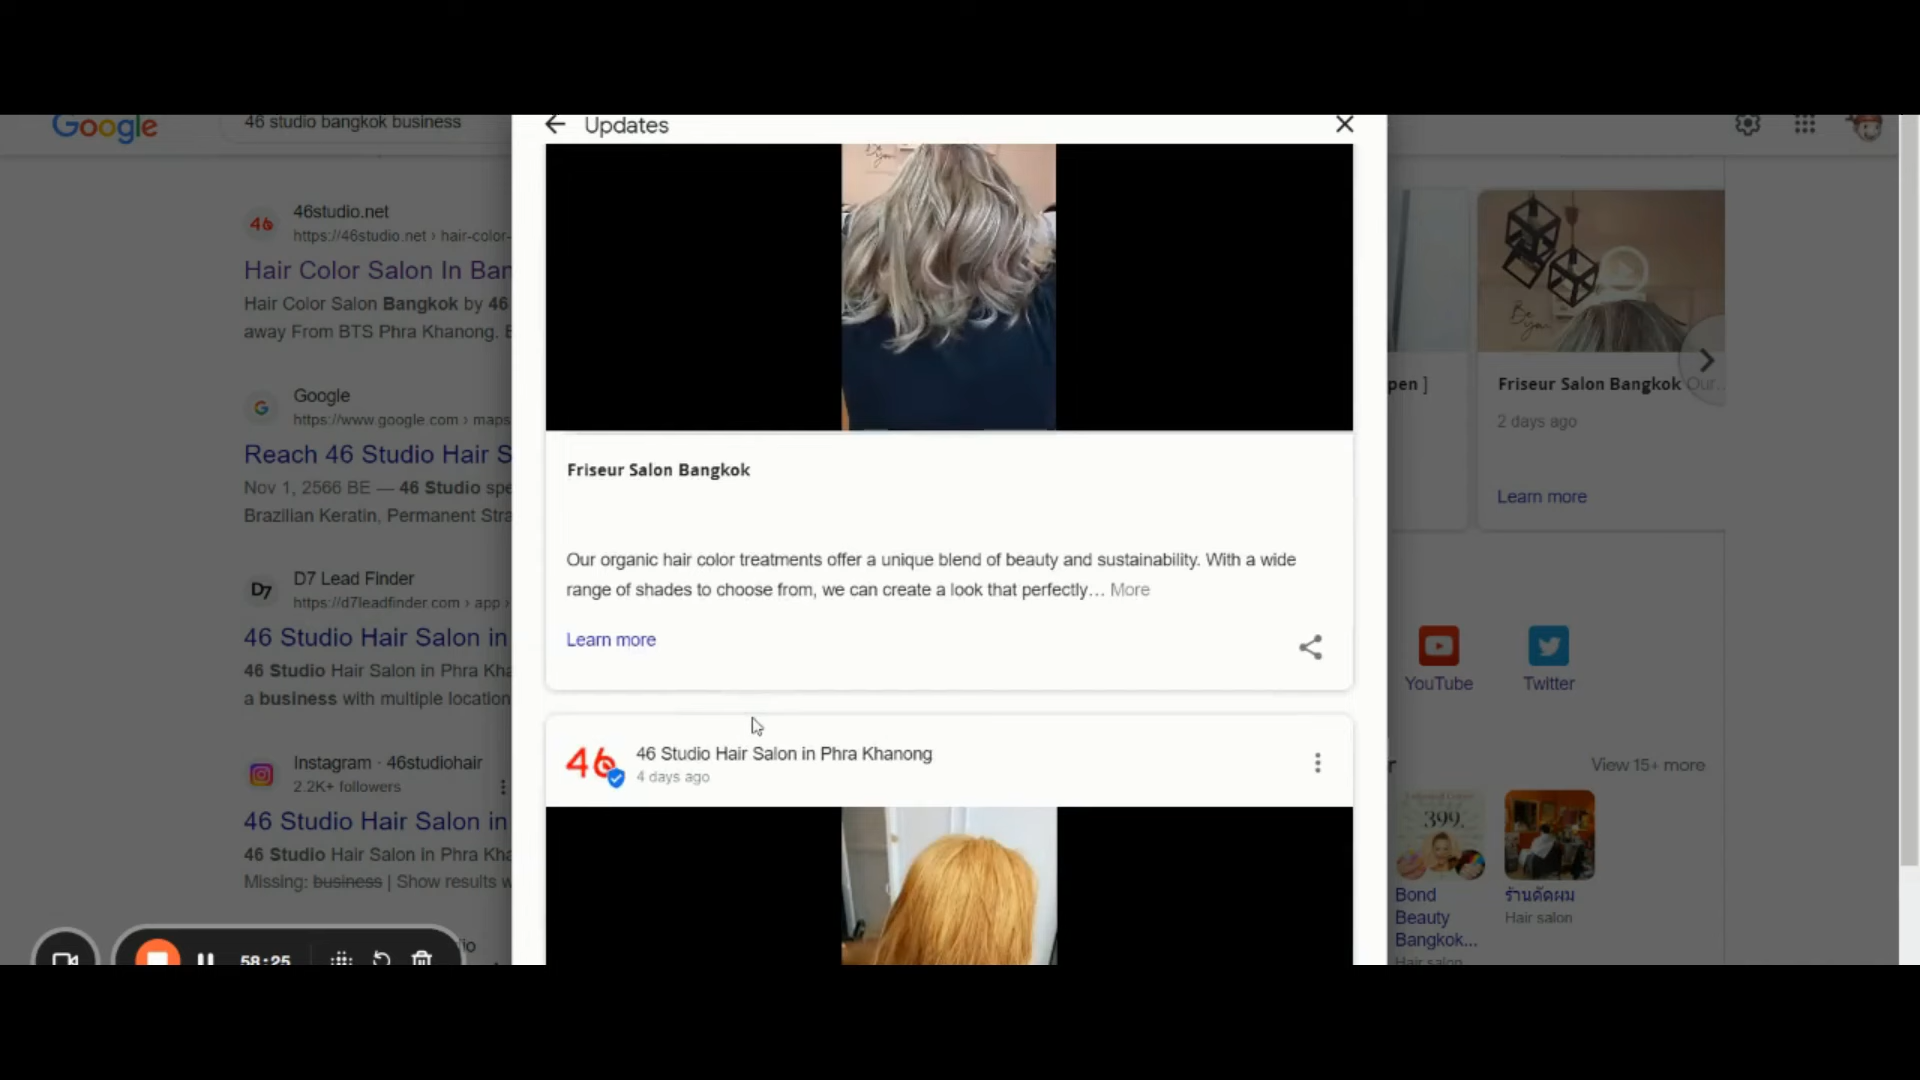 Google
46 studio bangkok business
46
46studio.net
https://46studio.net › hair-color-
Hair Color Salon In Ban
Hair Color Salon Bangkok by 46
away From BTS Phra Khanong. E
Google
https://www.google.com › maps
Reach 46 Studio Hair S
Nov 1, 2566 BE — 46 Studio spe
Brazilian Keratin, Permanent Stra
D7
D7 Lead Finder
https://d7leadfinder.com › app ›
46 Studio Hair Salon in
46 Studio Hair Salon in Phra Kha
a business with multiple location
Instagram · 46studiohair
2.2K+ followers
46 Studio Hair Salon in
46 Studio Hair Salon in Phra Kha
Missing: business | Show results w
58:25
Updates
Friseur Salon Bangkok
Our organic hair color treatments offer a unique blend of beauty and sustainability. With a wide
range of shades to choose from, we can create a look that perfectly… More
Learn more
46
46 Studio Hair Salon in Phra Khanong
4 days ago
pen ]
Be you
Friseur Salon Bangkok Our...
2 days ago
Learn more
YouTube
Twitter
r
View 15+ more
399.
Bond
Beauty
Bangkok...
Hair salon
ร้านตัดผม
Hair salon